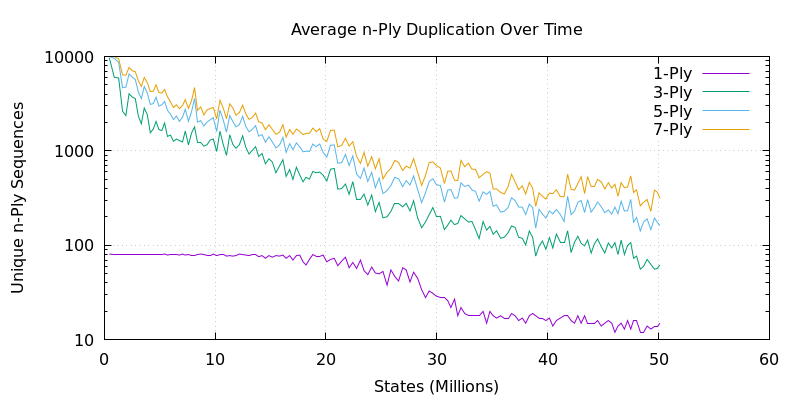 Average n-Ply Duplication Over Time
Unique n-Ply Sequences
10000
1000
100
10
1-Ply
3-Ply
5-Ply
7-Ply
0 10 20 30 40 50 60
States (Millions)